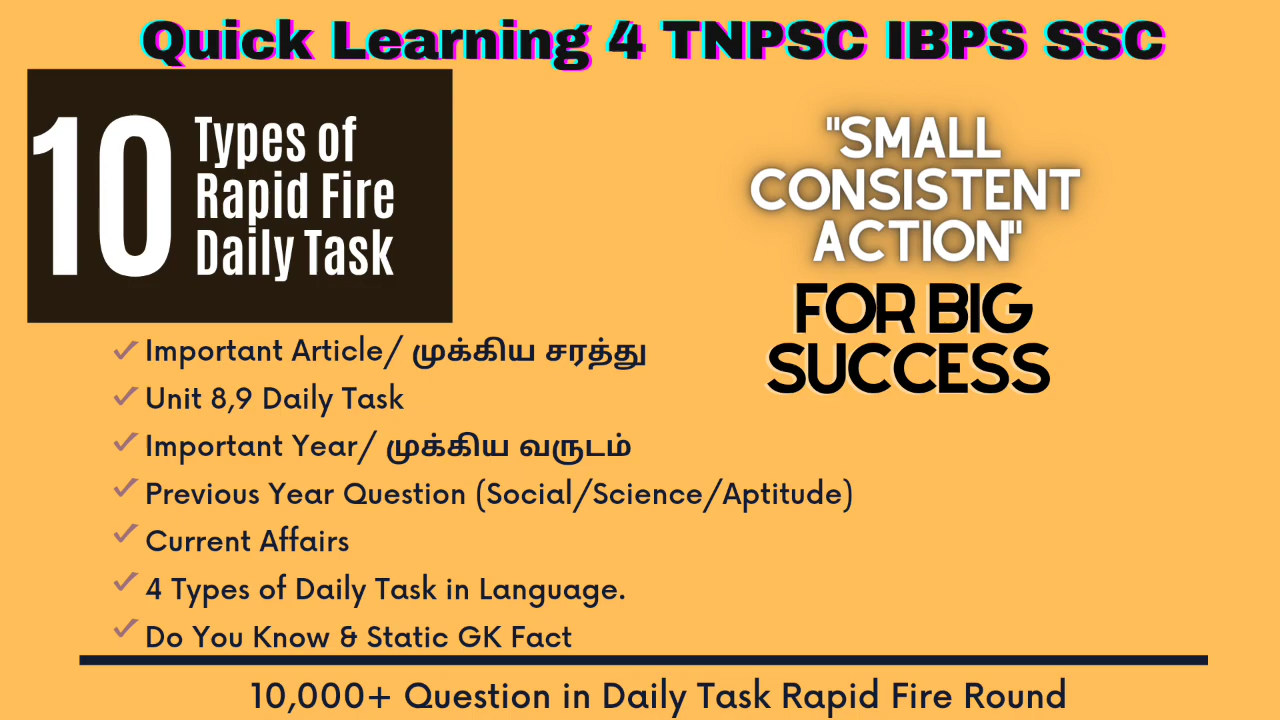 Quick Learning 4 TNPSC IBPS SSC
10
Types of
Rapid Fire
Daily Task
"SMALL
CONSISTENT
ACTION"
FOR BIG
SUCCESS
Important Article/ முக்கிய சரத்து
Unit 8,9 Daily Task
Important Year/ முக்கிய வருடம்
Previous Year Question (Social/Science/Aptitude)
Current Affairs
4 Types of Daily Task in Language.
Do You Know & Static GK Fact
10,000+ Question in Daily Task Rapid Fire Round